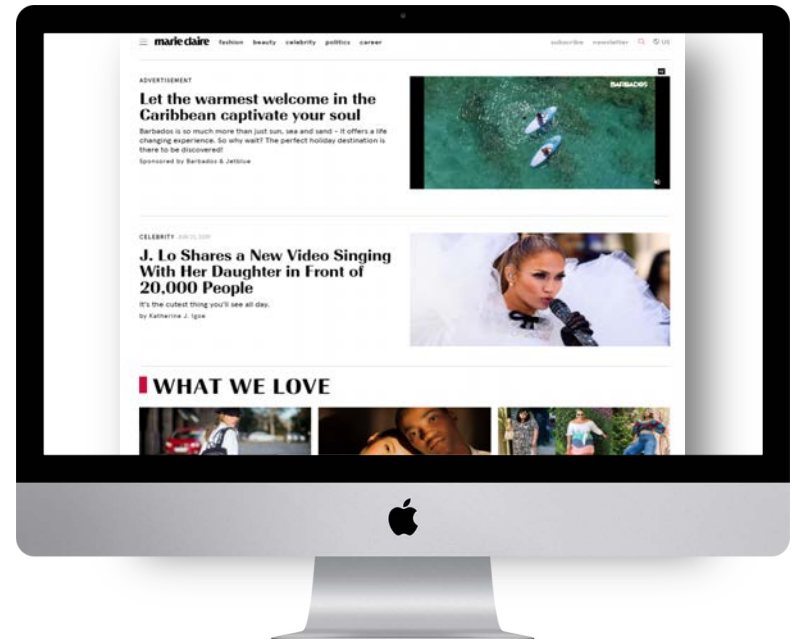 marie claire fashion beauty celebrity politics career subscribe newsletter US
ADVERTISEMENT
Let the warmest welcome in the
Caribbean captivate your soul
Barbados is so much more than just sun, sea and sand – it offers a life
changing experience. So why wait? The perfect holiday destination is
there to be discovered!
Sponsored by Barbados & Jetblue
BARBADOS
CELEBRITY
J. Lo Shares a New Video Singing
With Her Daughter in Front of
20,000 People
It's the cutest thing you'll see all day.
by Katherine J. Igoe
WHAT WE LOVE